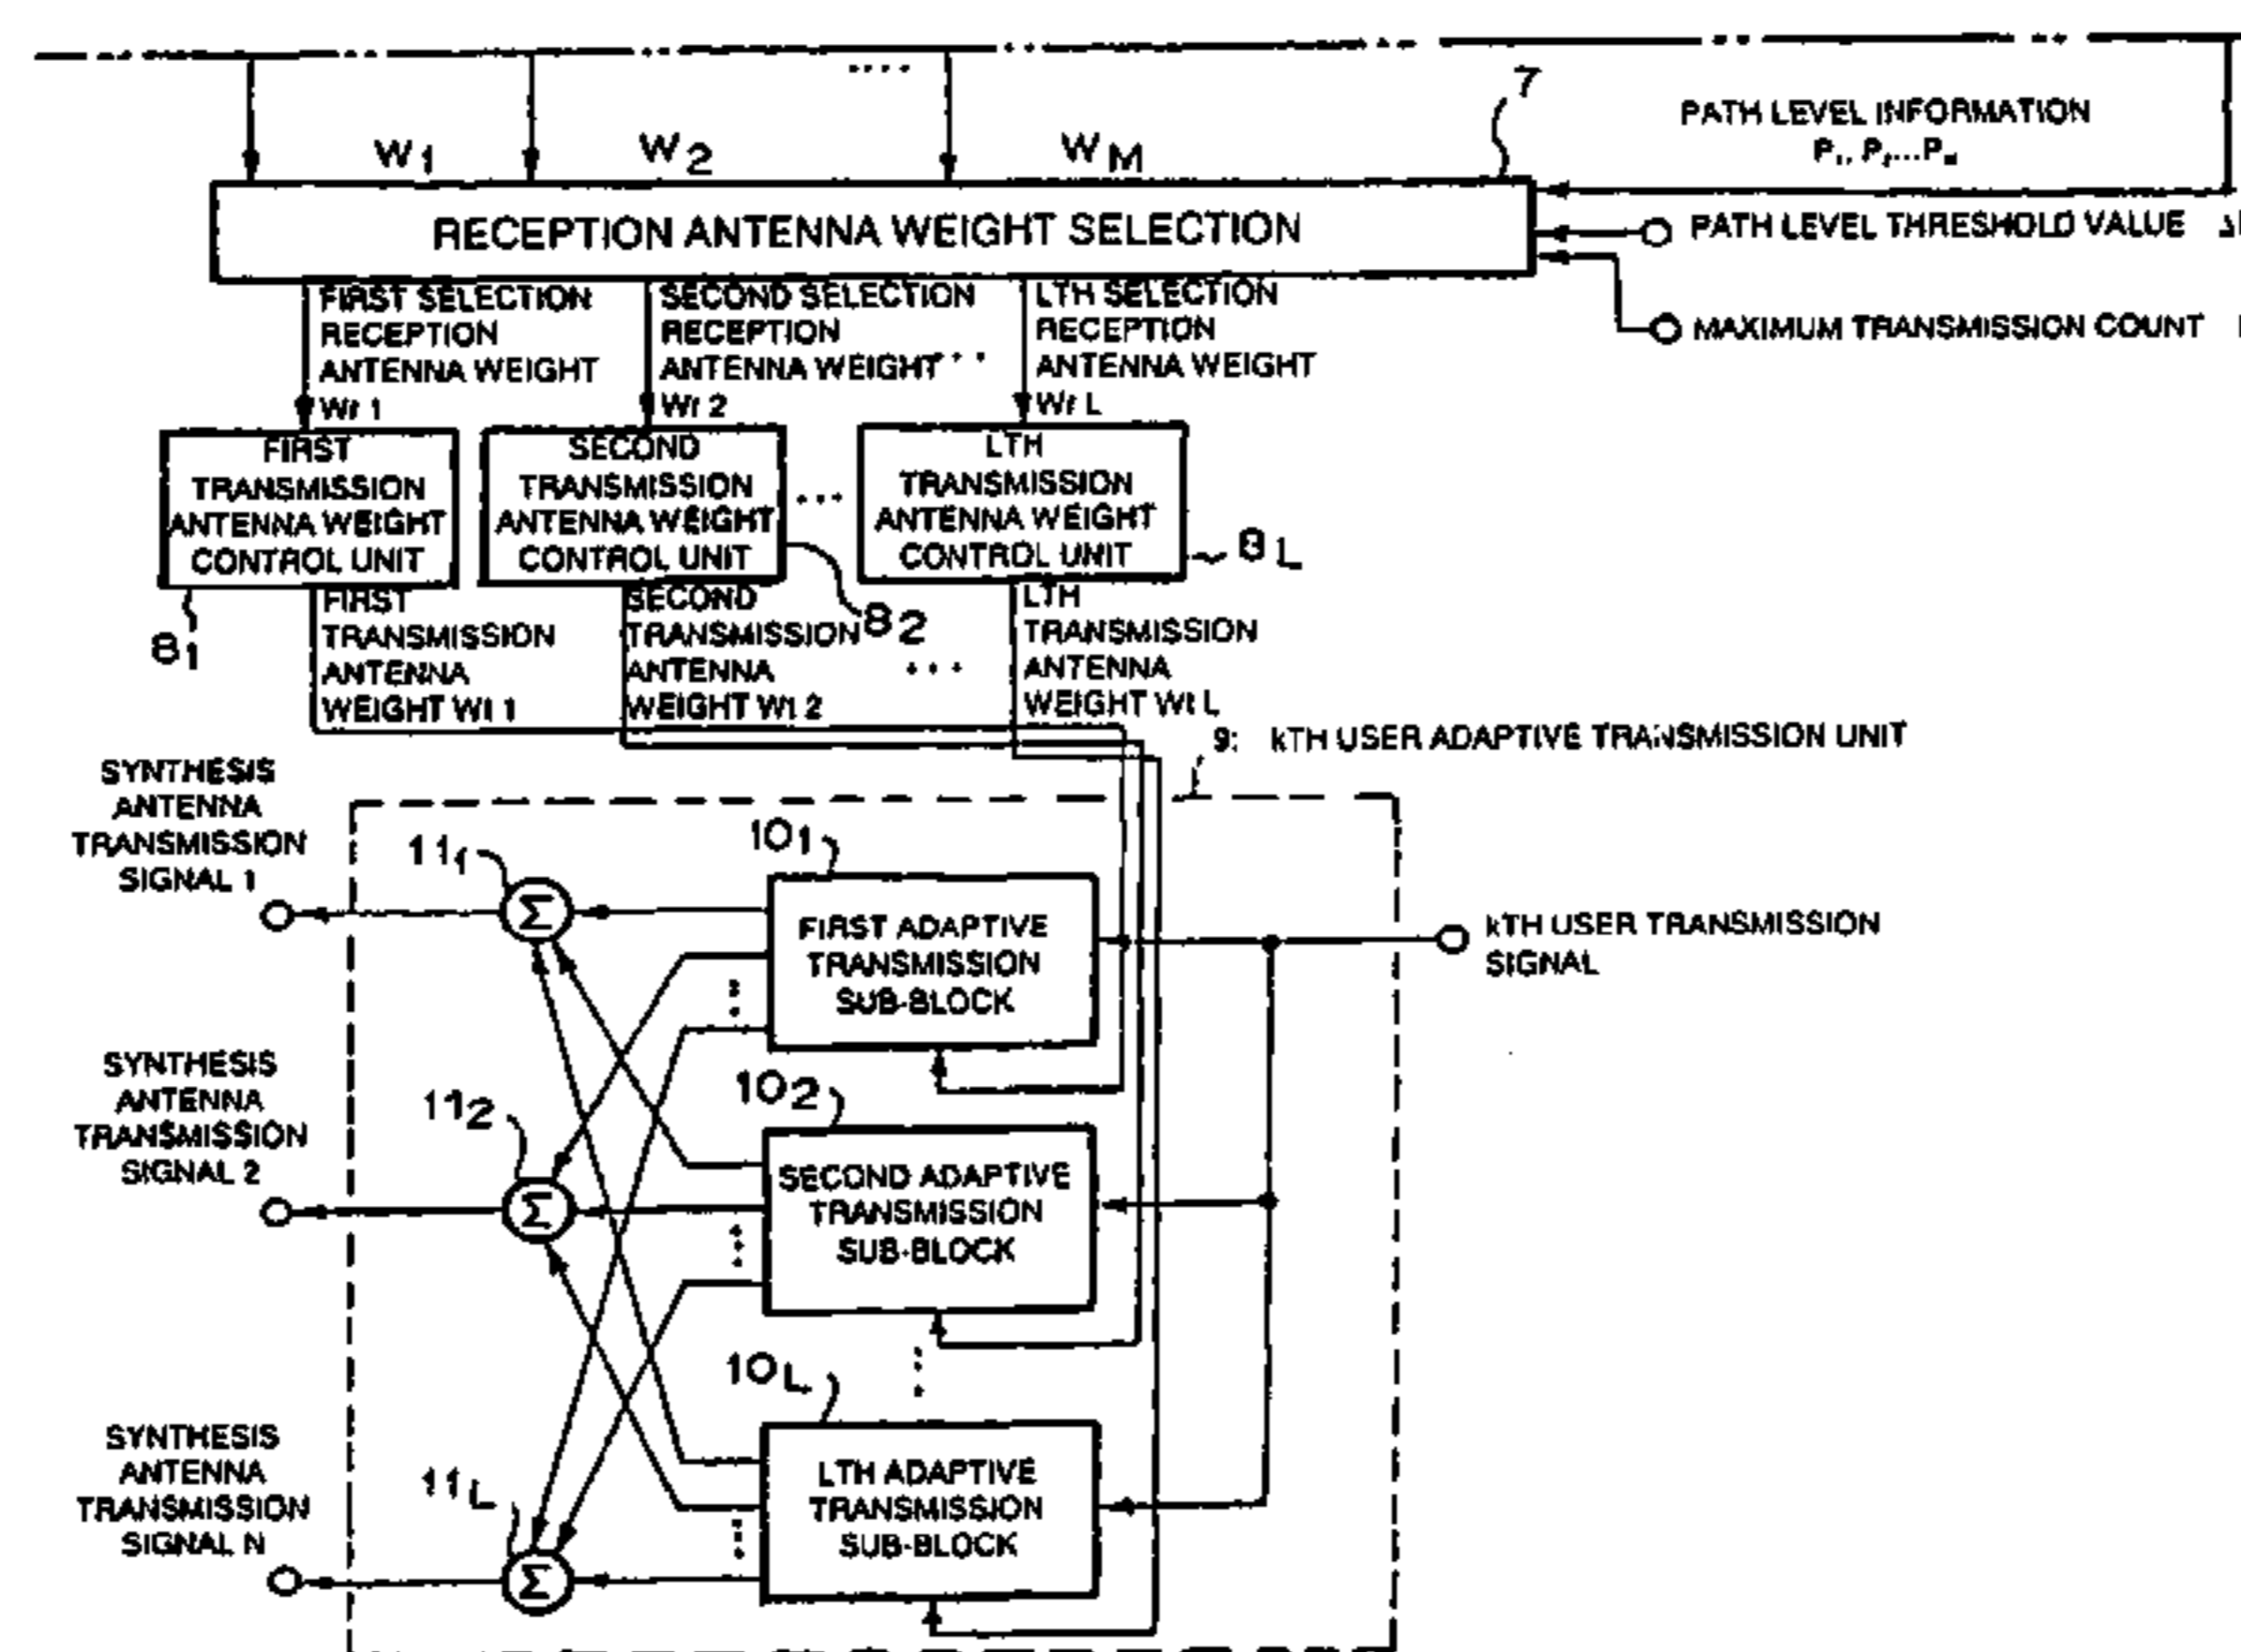 W1
W2
WM
7
PATH LEVEL INFORMATION
RECEPTION ANTENNA WEIGHT SELECTION
PATH LEVEL THRESHOLD VALUE
MAXIMUM TRANSMISSION COUNT
FIRST SELECTION
RECEPTION
ANTENNA WEIGHT
Wr 1
SECOND SELECTION
RECEPTION
ANTENNA WEIGHT
Wr 2
LTH SELECTION
RECEPTION
ANTENNA WEIGHT
Wr L
FIRST
TRANSMISSION
ANTENNA WEIGHT
CONTROL UNIT
SECOND
TRANSMISSION
ANTENNA WEIGHT
CONTROL UNIT
LTH
TRANSMISSION
ANTENNA WEIGHT
CONTROL UNIT
81
82
8L
FIRST
TRANSMISSION
ANTENNA
WEIGHT Wt 1
SECOND
TRANSMISSION
ANTENNA
WEIGHT Wt 2
LTH
TRANSMISSION
ANTENNA
WEIGHT Wt L
9: kTH USER ADAPTIVE TRANSMISSION UNIT
SYNTHESIS
ANTENNA
TRANSMISSION
SIGNAL 1
111
Σ
101
FIRST ADAPTIVE
TRANSMISSION
SUB-BLOCK
kTH USER TRANSMISSION
SIGNAL
SYNTHESIS
ANTENNA
TRANSMISSION
SIGNAL 2
112
Σ
102
SECOND ADAPTIVE
TRANSMISSION
SUB-BLOCK
SYNTHESIS
ANTENNA
TRANSMISSION
SIGNAL N
11L
Σ
10L
LTH ADAPTIVE
TRANSMISSION
SUB-BLOCK